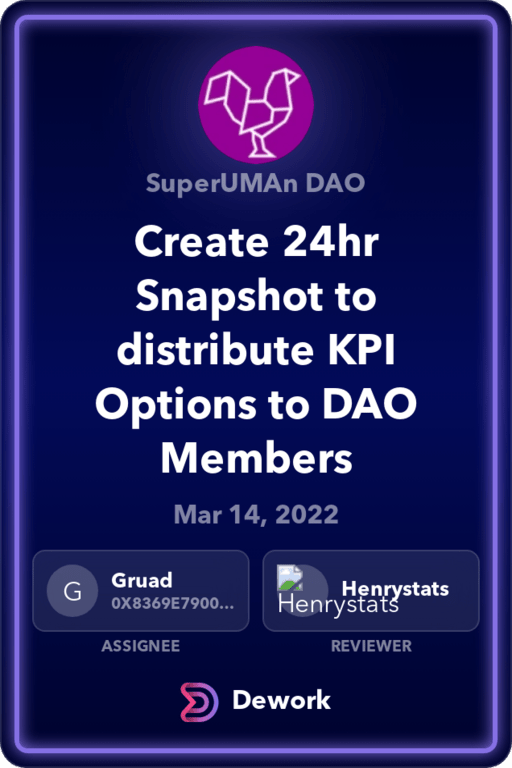 SuperUMAn DAO
Create 24hr
Snapshot to
distribute KPI
Options to DAO
Members
Mar 14, 2022
G
Gruad
0X8369E7900...
Henrystats
Henrystats
ASSIGNEE
REVIEWER
Dework